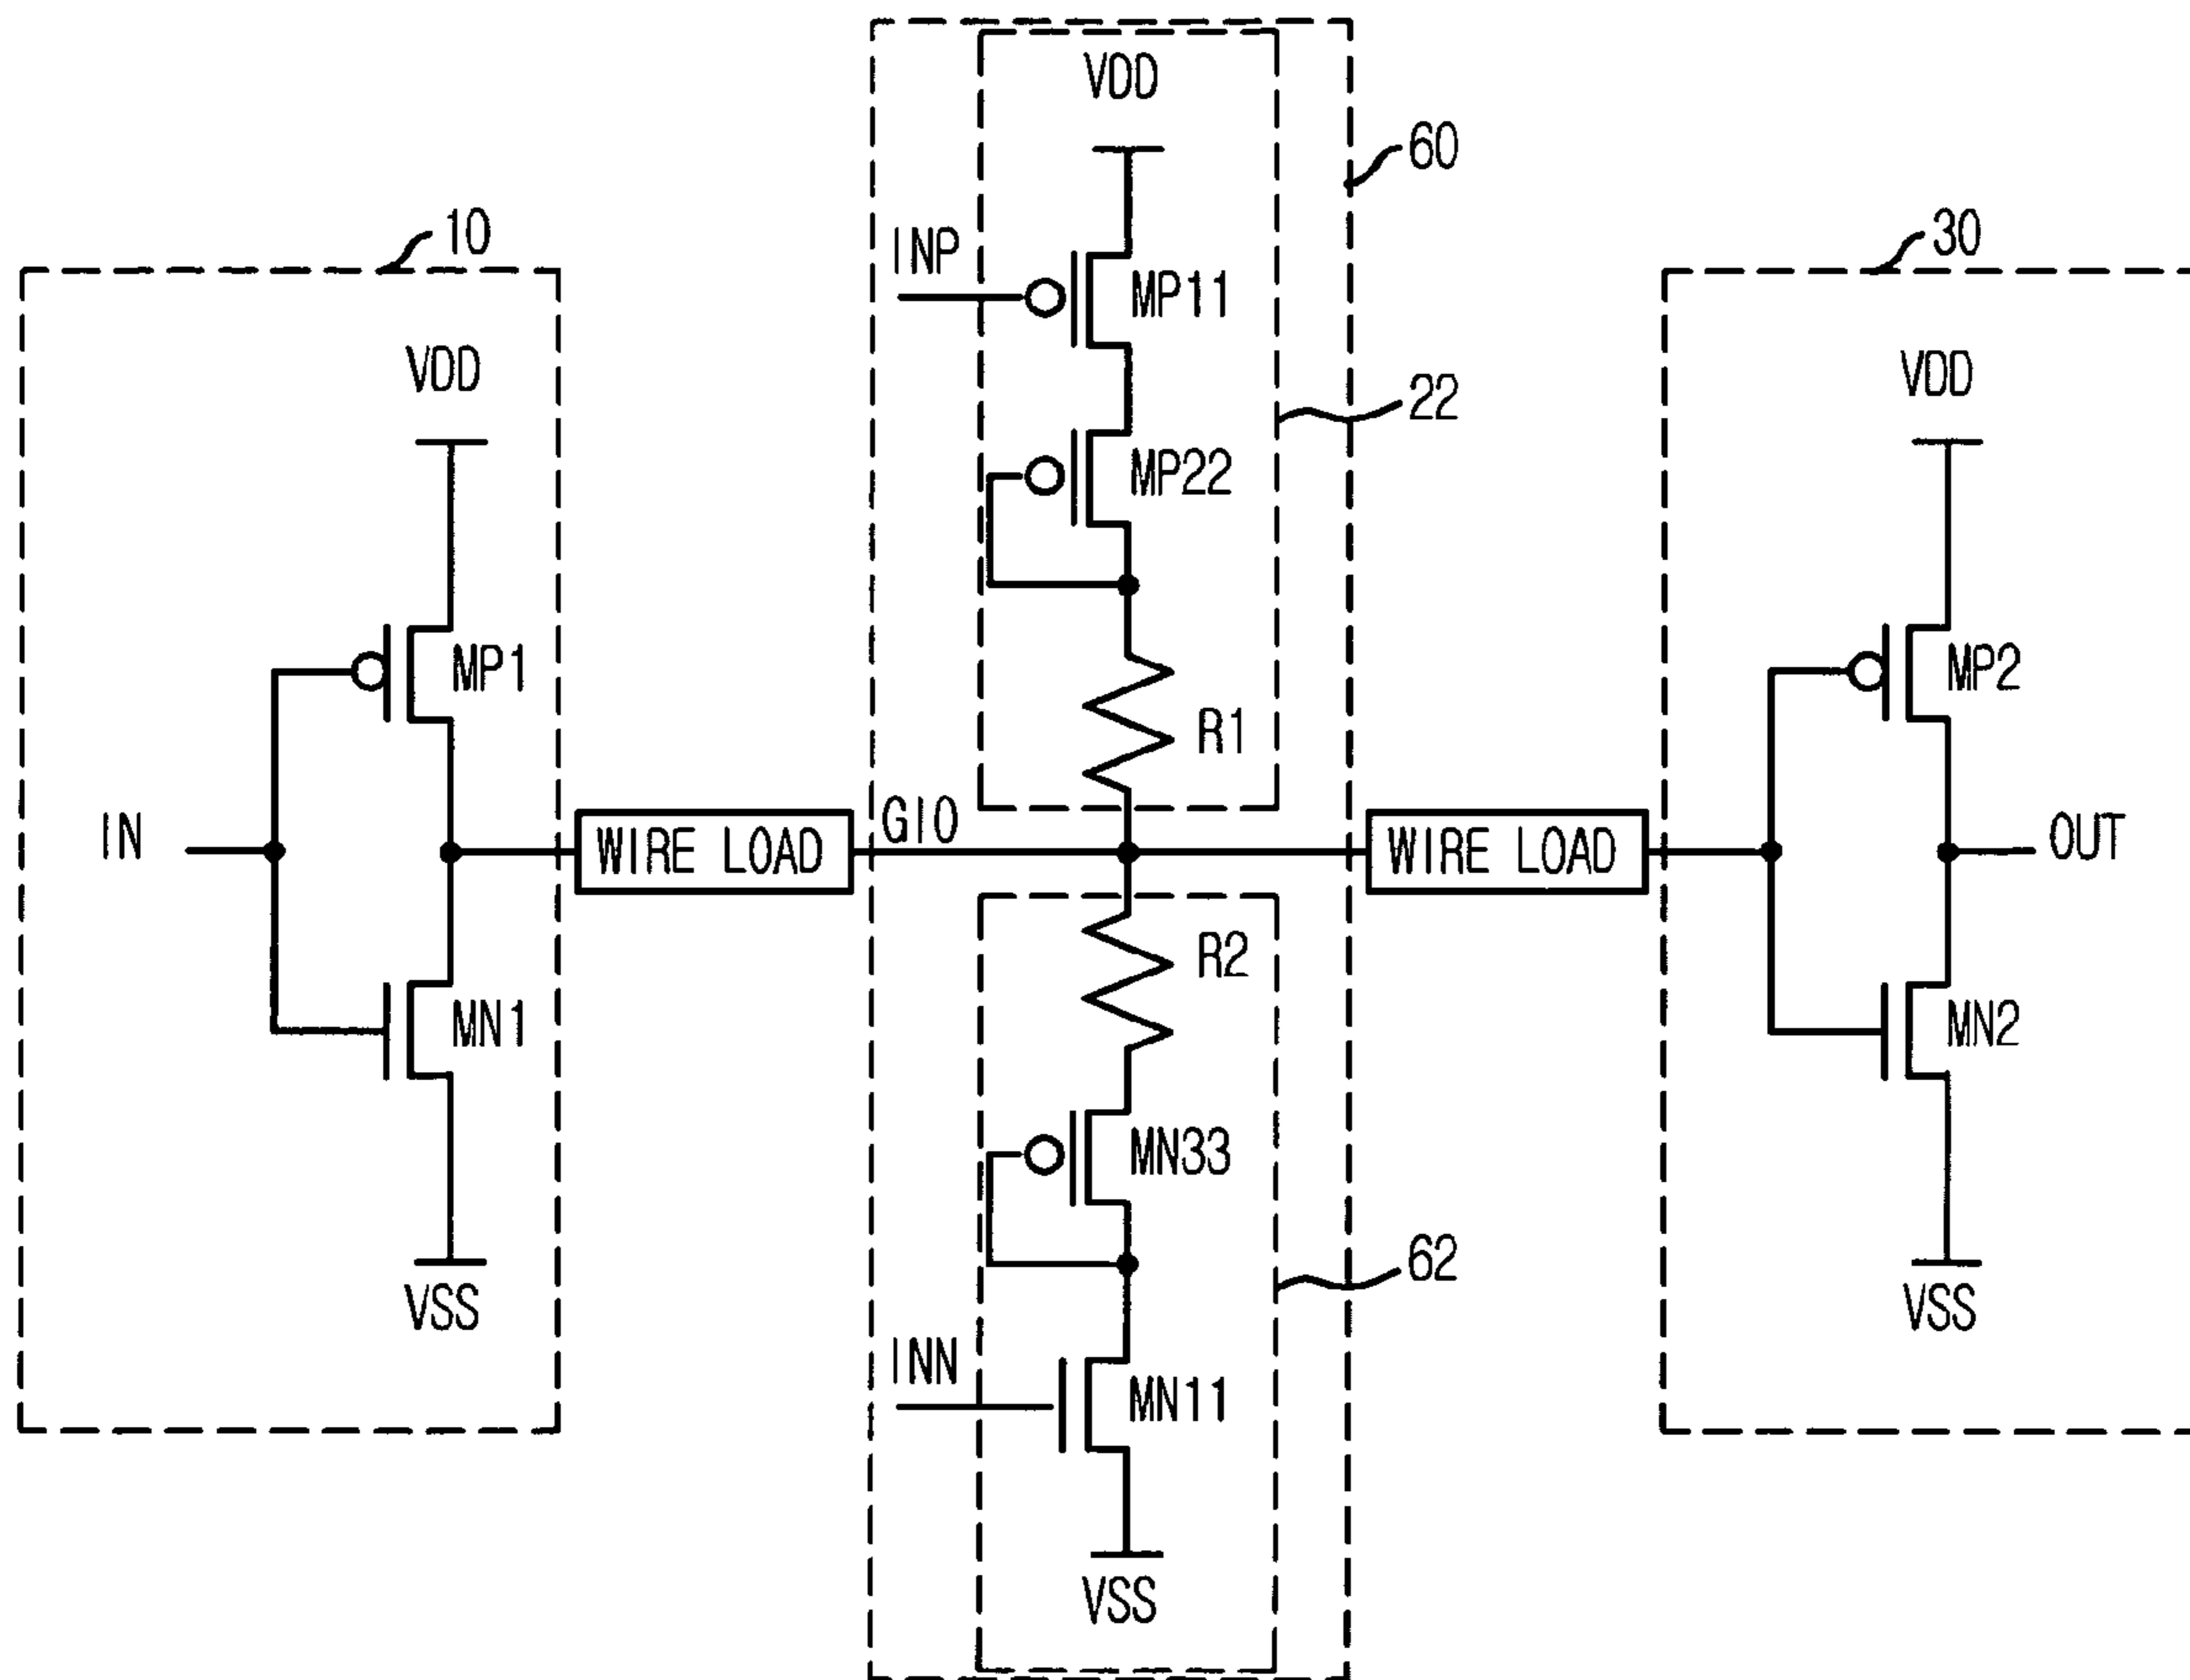 10
VDD
MP1
IN
MN1
VSS
WIRE LOAD
60
VDD
INP
MP11
22
MP22
R1
GIO
R2
MN33
62
INN
MN11
VSS
WIRE LOAD
30
VDD
MP2
OUT
MN2
VSS